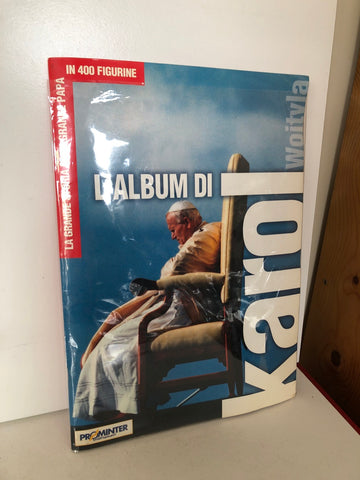 IN 400 FIGURINE
LA GRANDE STORIA DEL GRANDE PAPA
L'ALBUM DI
karol
Wojtyla
PROMINTER